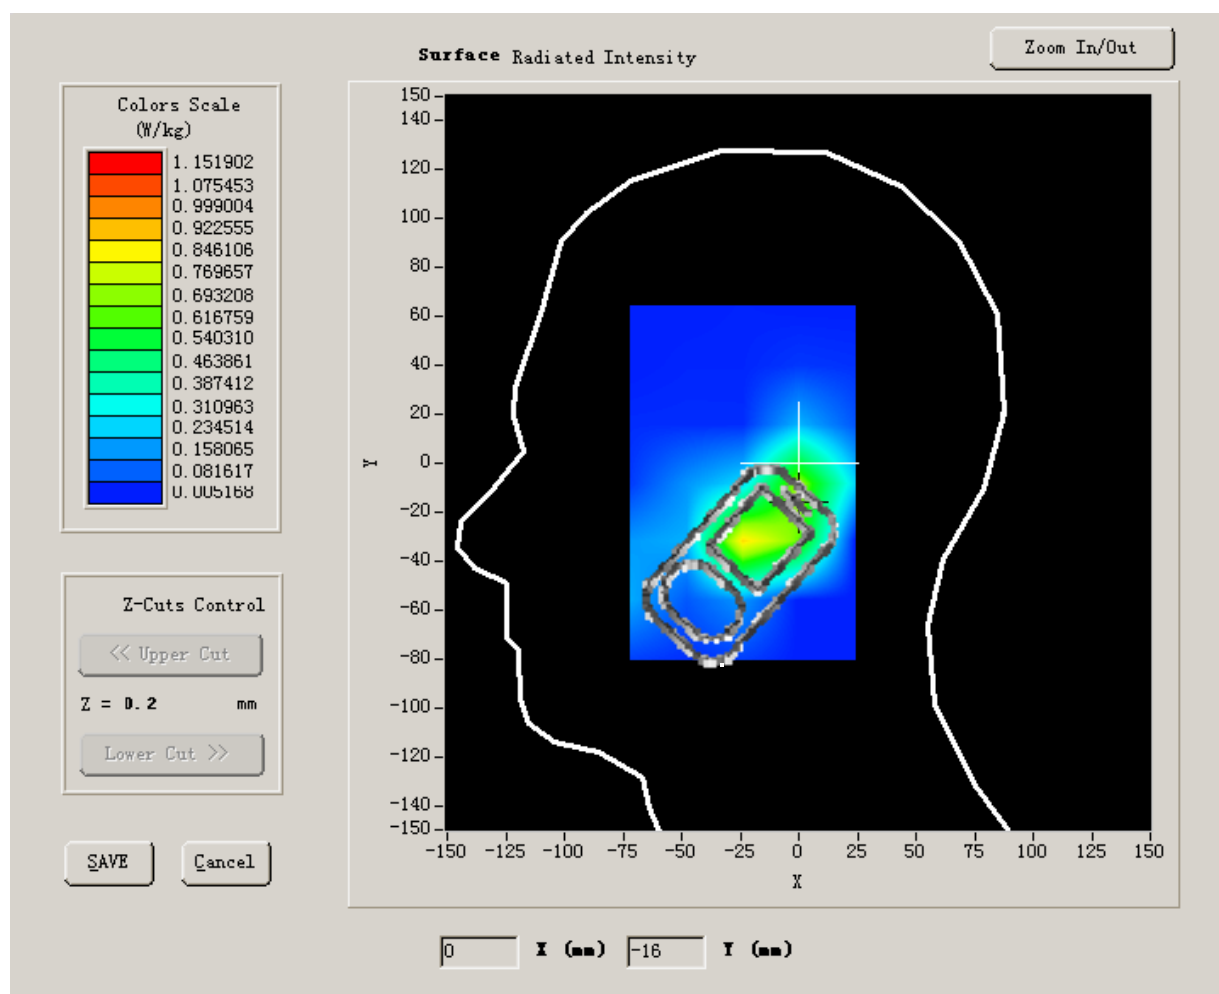 Surface Radiated Intensity
Zoom In/Out
Colors Scale
(W/kg)
1.151902
1.075453
0.999004
0.922555
0.846106
0.769657
0.693208
0.616759
0.540310
0.463861
0.387412
0.310963
0.234514
0.158065
0.081617
0.005168
Z-Cuts Control
<< Upper Cut
Z = 0.2 mm
Lower Cut >>
SAVE Cancel
150
140
120
100
80
60
40
20
0
-20
-40
-60
-80
-100
-120
-140
-150
Y
-150 -125 -100 -75 -50 -25 0 25 50 75 100 125 150
X
0 X (mm) -16 Y (mm)